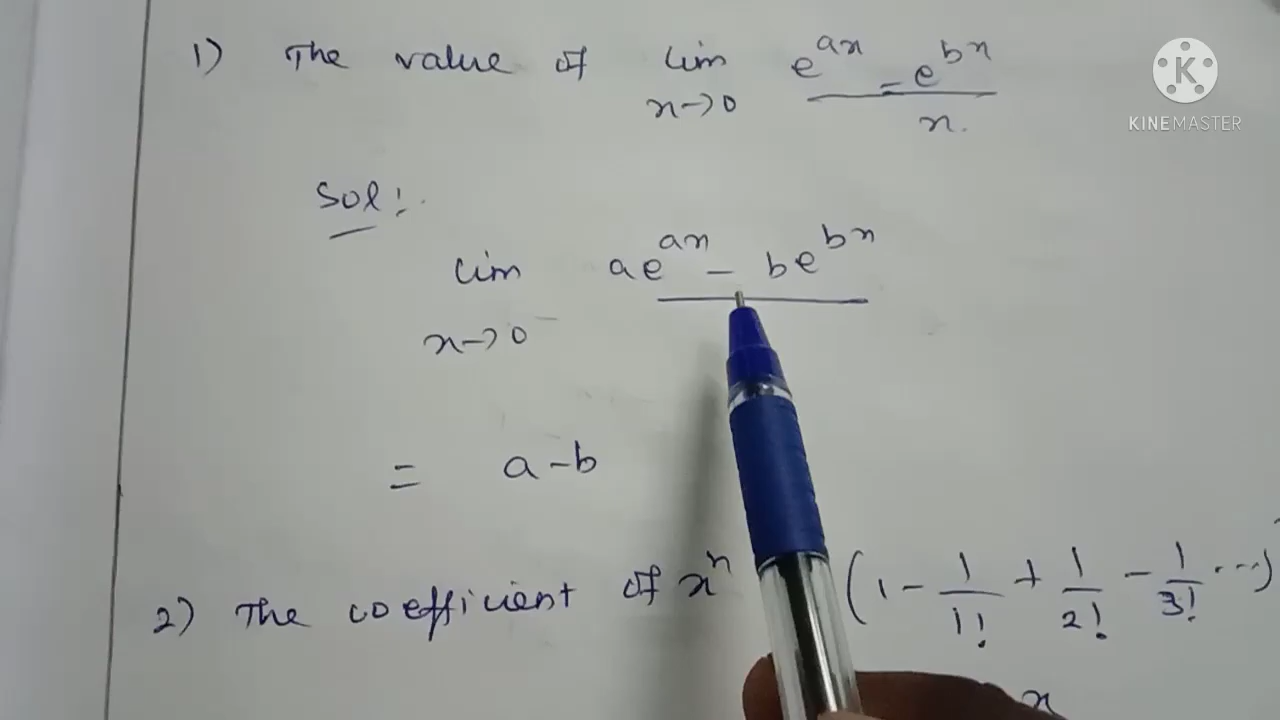 1) The value of lim x→0 e^{ax} - e^{bx} / x.
KINEMASTER
Sol:
lim x→0 ae^{ax} - be^{bx}
= a-b
2) The coefficient of x^n (1 - 1/1! + 1/2! - 1/3! ...)
x